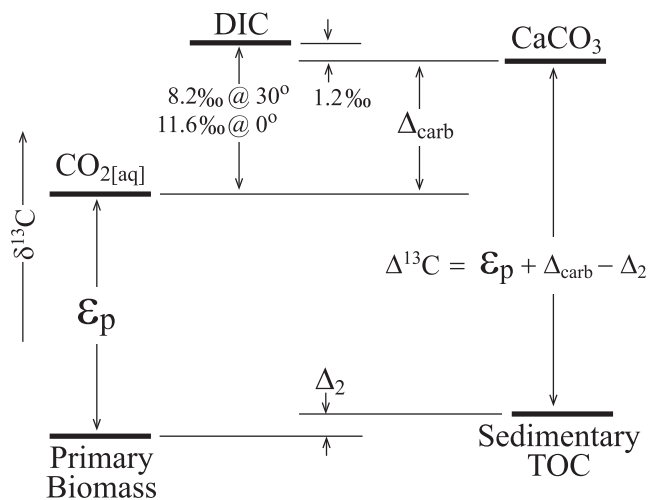 DIC
CaCO₃
8.2‰ @ 30°
11.6‰ @ 0°
1.2‰
Δcarb
CO₂[aq]
δ¹³C
Δ¹³C = εp + Δcarb – Δ₂
εp
Δ₂
Primary
Biomass
Sedimentary
TOC